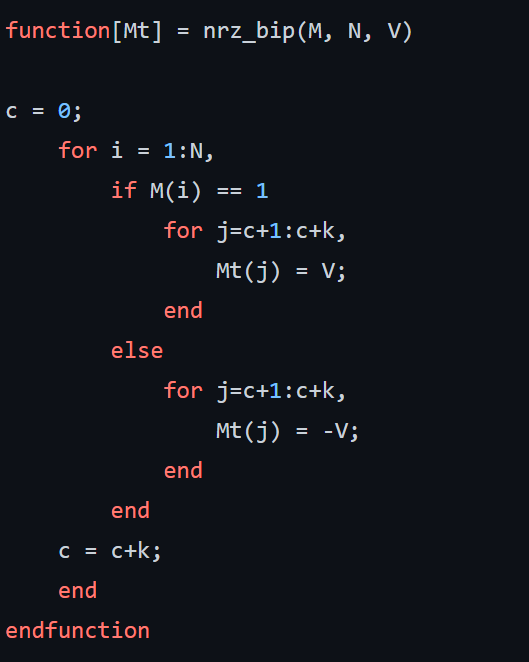 function[Mt] = nrz_bip(M, N, V)
c = 0;
for i = 1:N,
if M(i) == 1
for j=c+1:c+k,
Mt(j) = V;
end
else
for j=c+1:c+k,
Mt(j) = -V;
end
end
c = c+k;
end
endfunction